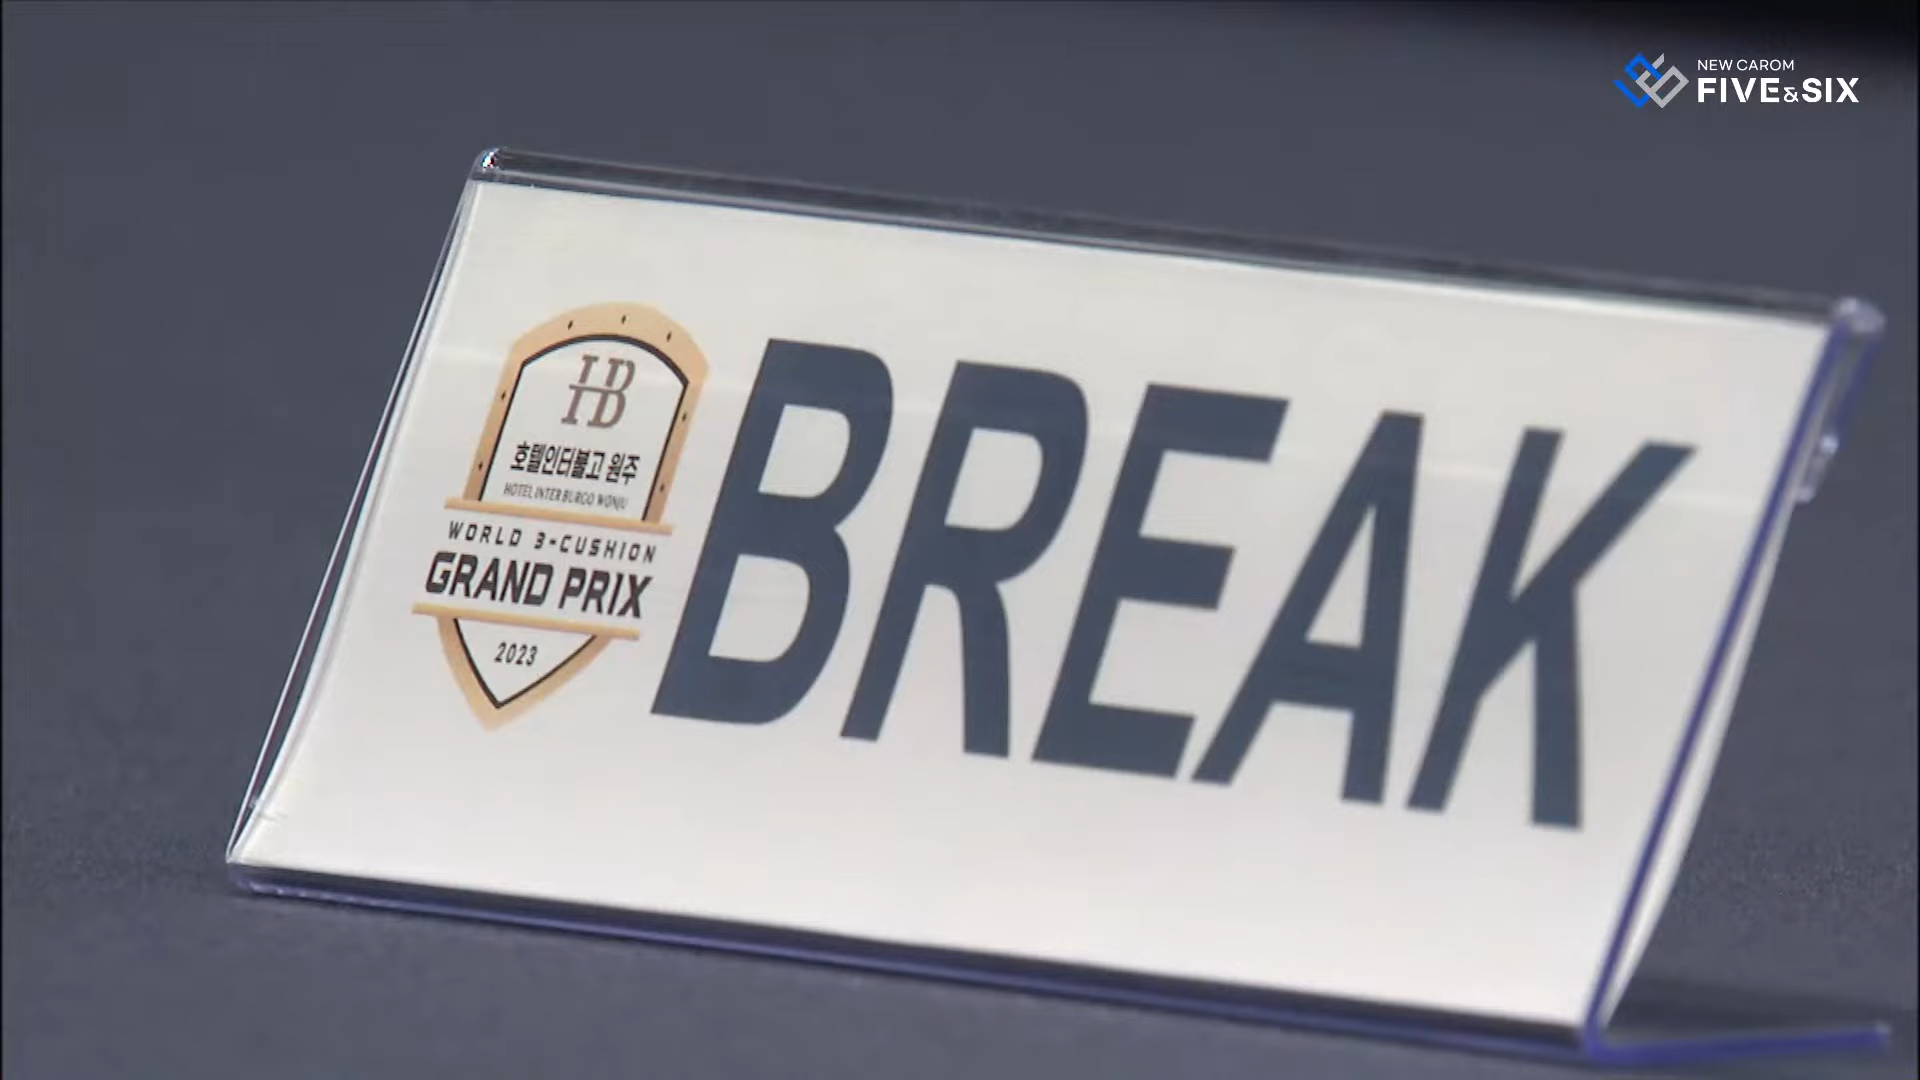 NEW CAROM
FIVE&SIX
HB
호텔인터불고 원주
HOTEL INTER BURGO WONJU
WORLD 3-CUSHION
GRAND PRIX
2023
BREAK